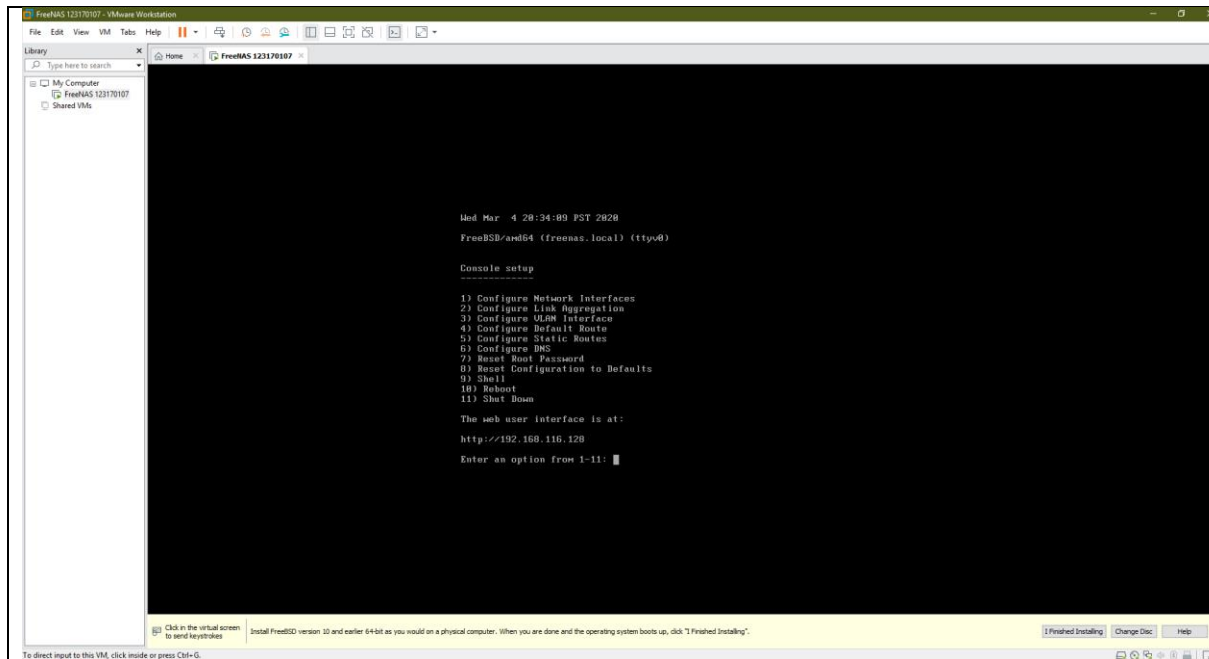 FreeNAS 123170107 - VMware Workstation
File Edit View VM Tabs Help
Library
Type here to search
My Computer
FreeNAS 123170107
Shared VMs
Home
FreeNAS 123170107
Wed Mar 4 20:34:09 PST 2020
FreeBSD/amd64 (freenas.local) (ttyv0)
Console setup
-------------
1) Configure Network Interfaces
2) Configure Link Aggregation
3) Configure VLAN Interface
4) Configure Default Route
5) Configure Static Routes
6) Configure DNS
7) Reset Root Password
8) Reset Configuration to Defaults
9) Shell
10) Reboot
11) Shut Down
The web user interface is at:
http://192.168.116.128
Enter an option from 1-11:
Click in the virtual screen
to send keystrokes
Install FreeBSD version 10 and earlier 64-bit as you would on a physical computer. When you are done and the operating system boots up, click "I Finished Installing".
I Finished Installing
Change Disc
Help
To direct input to this VM, click inside or press Ctrl+G.